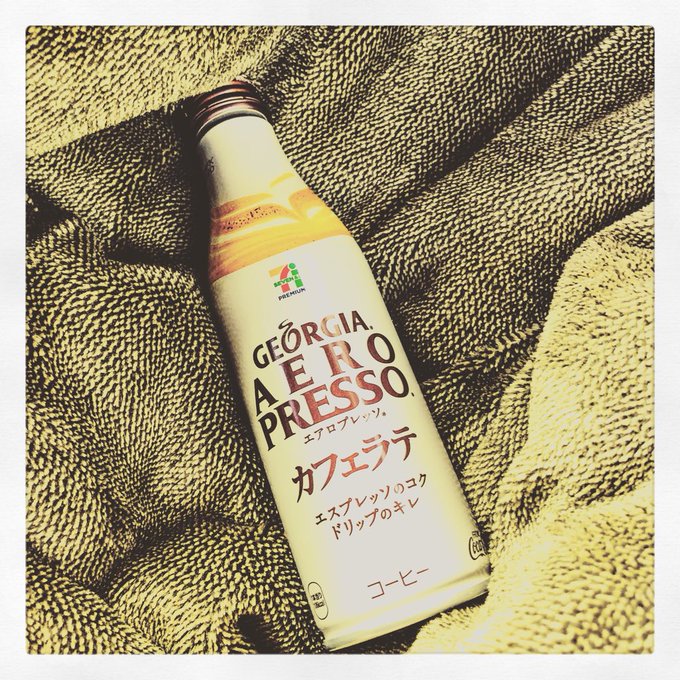 SEVEN & i
PREMIUM
GEORGIA.
AERO
PRESSO®
エアロプレッソ®
カフェラテ
エスプレッソのコク
ドリップのキレ
コーヒー